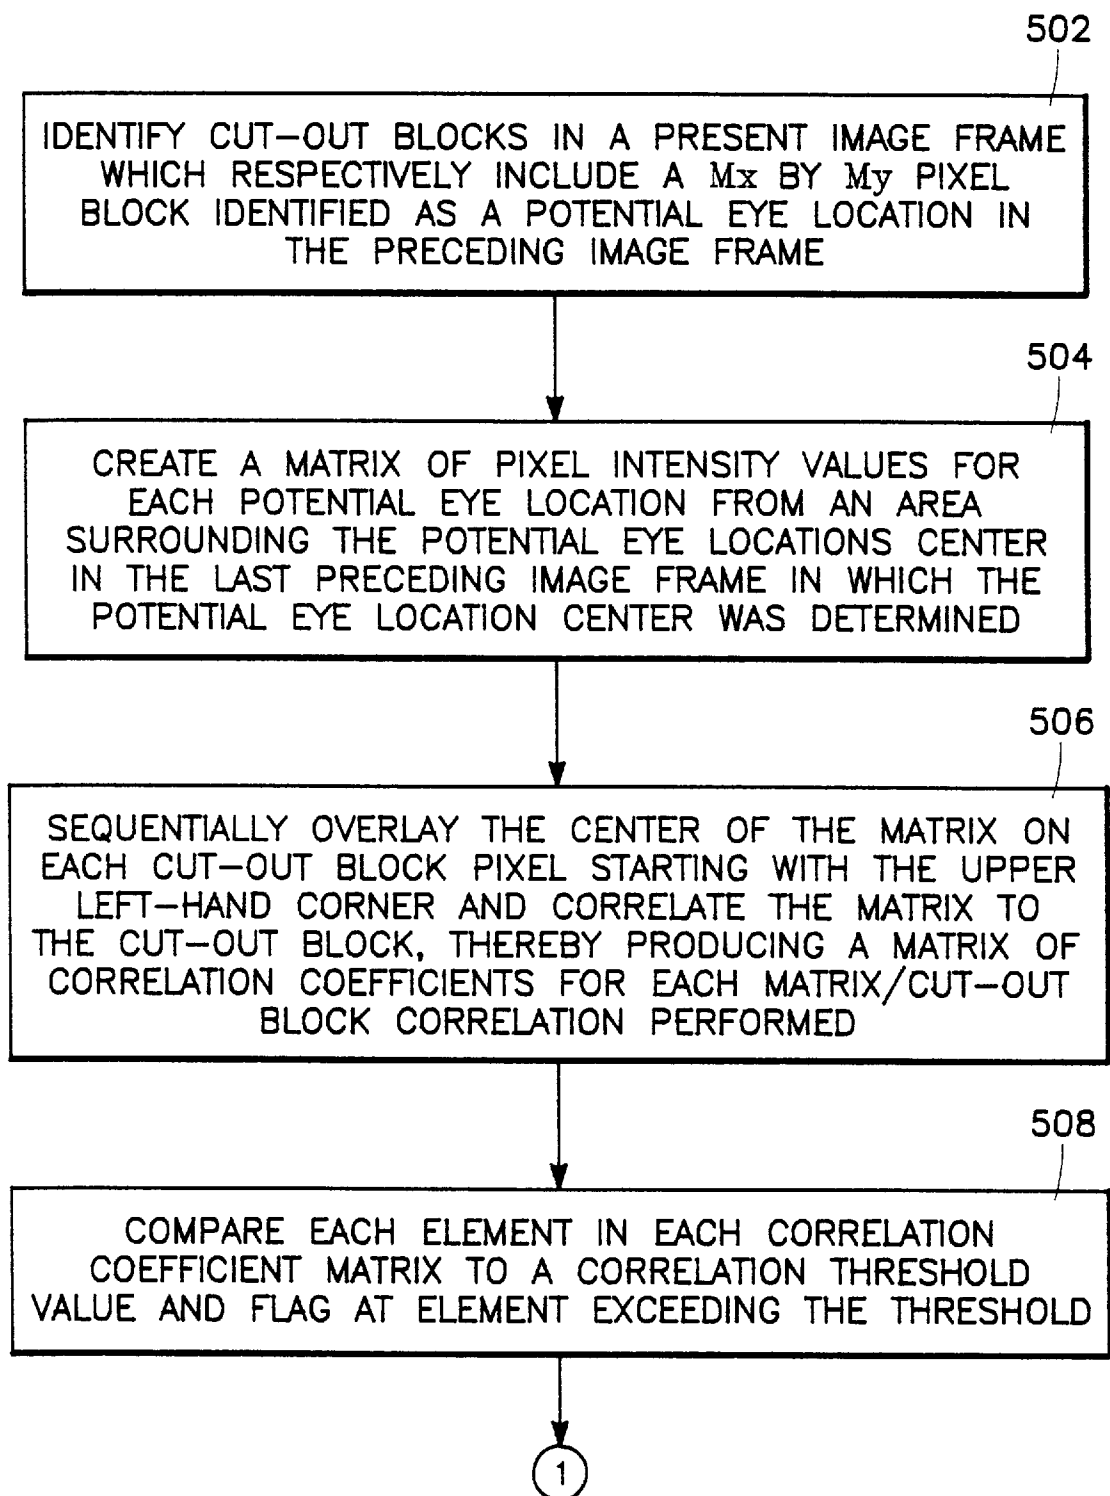 502
IDENTIFY CUT-OUT BLOCKS IN A PRESENT IMAGE FRAME
WHICH RESPECTIVELY INCLUDE A Mx BY My PIXEL
BLOCK IDENTIFIED AS A POTENTIAL EYE LOCATION IN
THE PRECEDING IMAGE FRAME
504
CREATE A MATRIX OF PIXEL INTENSITY VALUES FOR
EACH POTENTIAL EYE LOCATION FROM AN AREA
SURROUNDING THE POTENTIAL EYE LOCATIONS CENTER
IN THE LAST PRECEDING IMAGE FRAME IN WHICH THE
POTENTIAL EYE LOCATION CENTER WAS DETERMINED
506
SEQUENTIALLY OVERLAY THE CENTER OF THE MATRIX ON
EACH CUT-OUT BLOCK PIXEL STARTING WITH THE UPPER
LEFT-HAND CORNER AND CORRELATE THE MATRIX TO
THE CUT-OUT BLOCK, THEREBY PRODUCING A MATRIX OF
CORRELATION COEFFICIENTS FOR EACH MATRIX/CUT-OUT
BLOCK CORRELATION PERFORMED
508
COMPARE EACH ELEMENT IN EACH CORRELATION
COEFFICIENT MATRIX TO A CORRELATION THRESHOLD
VALUE AND FLAG AT ELEMENT EXCEEDING THE THRESHOLD
1